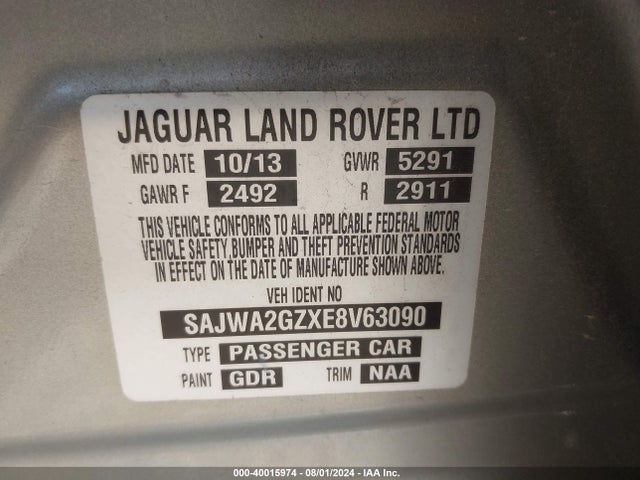 JAGUAR LAND ROVER LTD
MFD DATE 10/13 GVWR 5291
GAWR F 2492 R 2911
THIS VEHICLE CONFORMS TO ALL APPLICABLE FEDERAL MOTOR
VEHICLE SAFETY, BUMPER AND THEFT PREVENTION STANDARDS
IN EFFECT ON THE DATE OF MANUFACTURE SHOWN ABOVE.
VEH IDENT NO
SAJWA2GZXE8V63090
TYPE PASSENGER CAR
PAINT GDR TRIM NAA
000-40015974 - 08/01/2024 - IAA Inc.